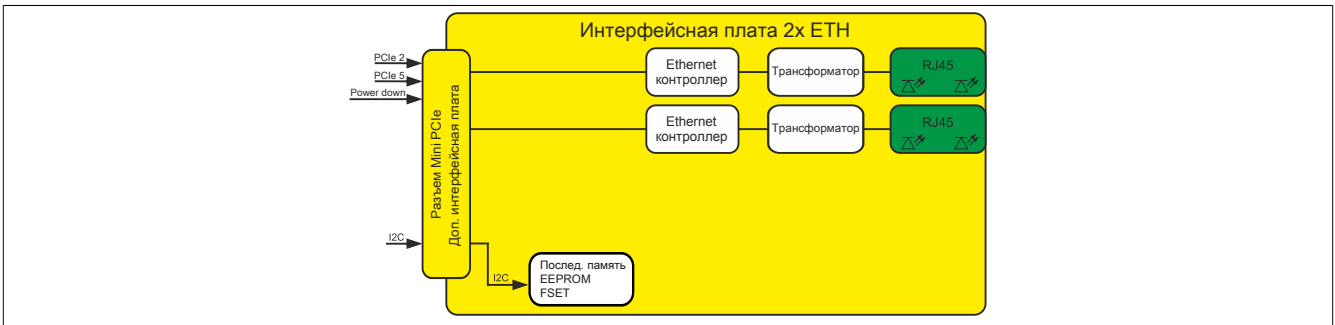 Интерфейсная плата 2x ETH
PCIe 2
PCIe 5
Power down
Разъем Mini PCIe
Доп. интерфейсная плата
Ethernet
контроллер
Трансформатор
RJ45
Ethernet
контроллер
Трансформатор
RJ45
I2C
I2C
Послед. память
EEPROM
FSET